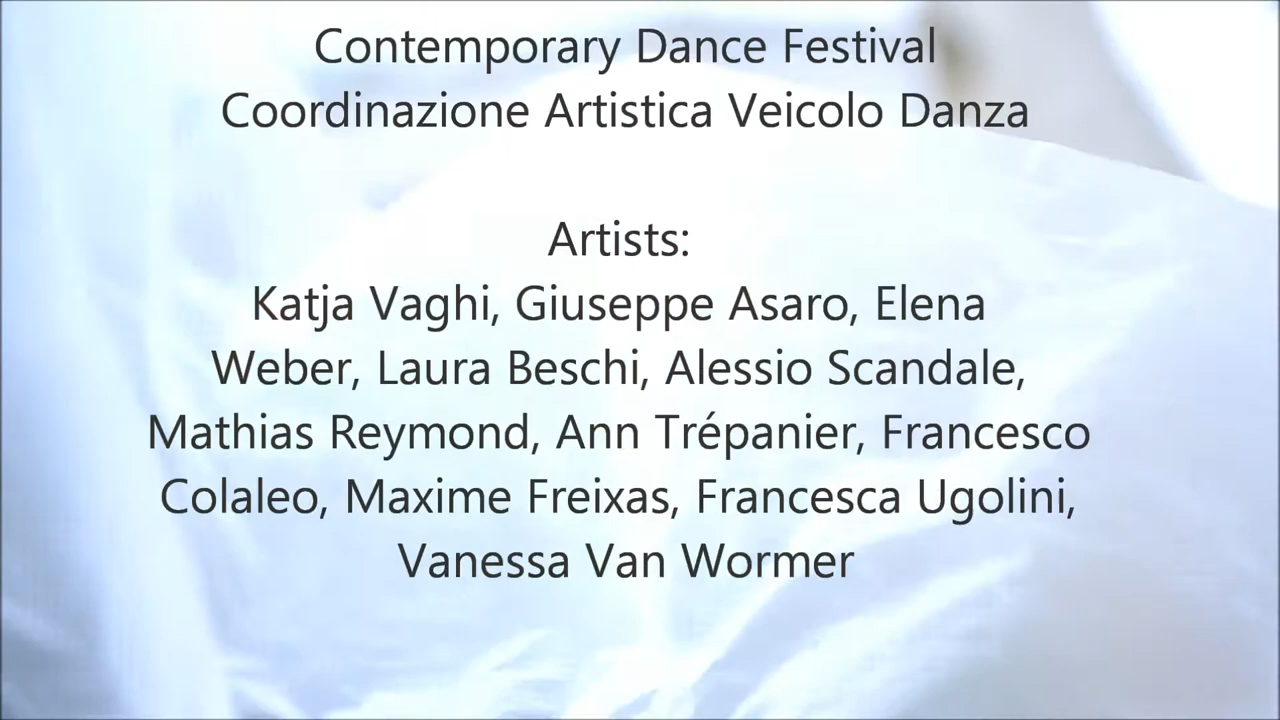 Contemporary Dance Festival
Coordinazione Artistica Veicolo Danza
Artists:
Katja Vaghi, Giuseppe Asaro, Elena
Weber, Laura Beschi, Alessio Scandale,
Mathias Reymond, Ann Trépanier, Francesco
Colaleo, Maxime Freixas, Francesca Ugolini,
Vanessa Van Wormer